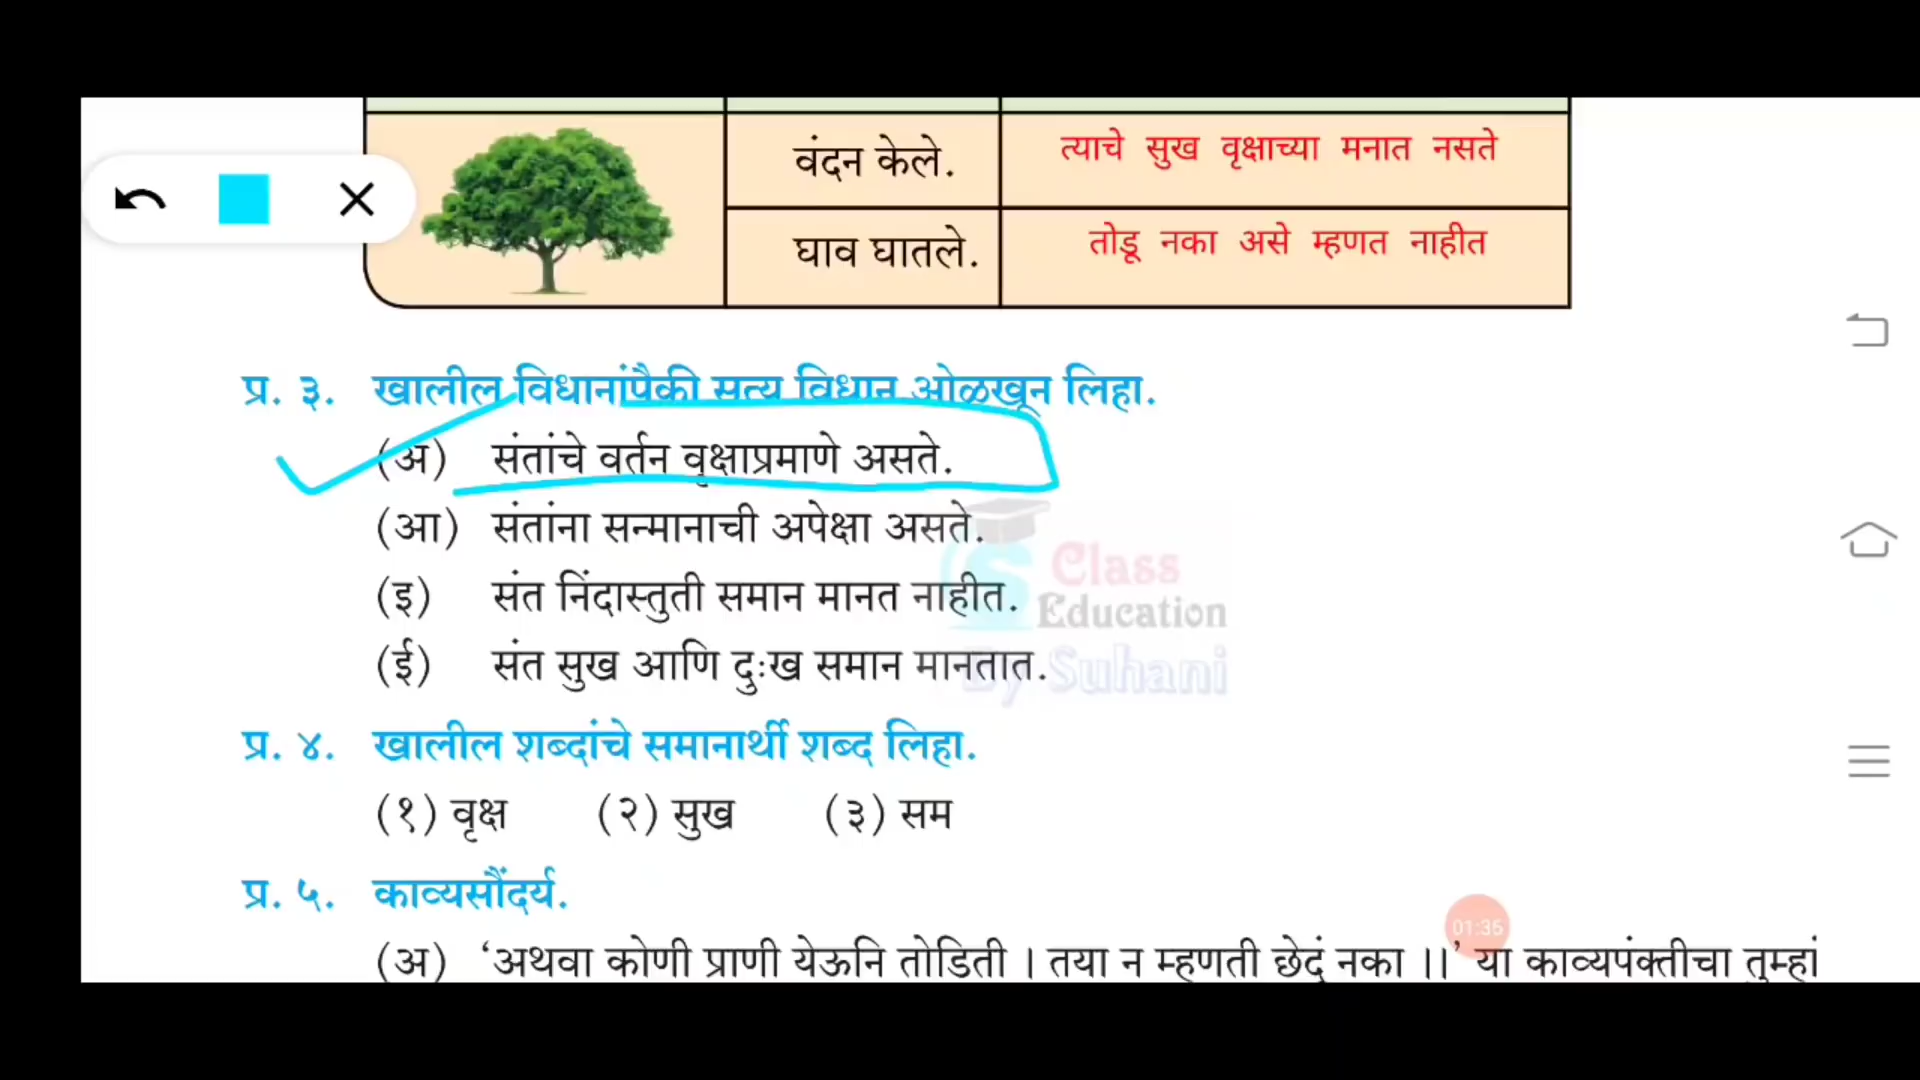 वंदन केले.
त्याचे सुख वृक्षाच्या मनात नसते
घाव घातले.
तोडू नका असे म्हणत नाहीत
प्र. ३. खालील विधानांपैकी सत्य विधान ओळखून लिहा.
(अ) संतांचे वर्तन वृक्षाप्रमाणे असते.
(आ) संतांना सन्मानाची अपेक्षा असते.
(इ) संत निंदास्तुती समान मानत नाहीत.
(ई) संत सुख आणि दुःख समान मानतात.
Class
Education
By Suhani
प्र. ४. खालील शब्दांचे समानार्थी शब्द लिहा.
(१) वृक्ष (२) सुख (३) सम
प्र. ५. काव्यसौंदर्य.
01:35
(अ) ‘अथवा कोणी प्राणी येऊनि तोडिती । तया न म्हणती छेदुं नका ।।’ या काव्यपंक्तीचा तुम्हां